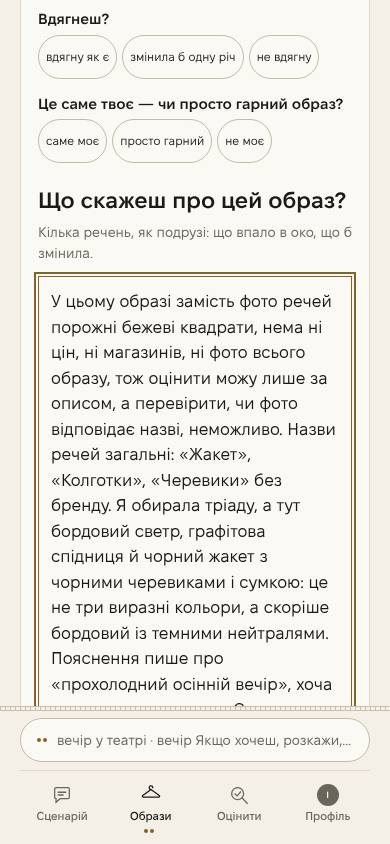 Вдягнеш?
вдягну як є
змінила б одну річ
не вдягну
Це саме твоє — чи просто гарний образ?
саме моє
просто гарний
не моє
Що скажеш про цей образ?
Кілька речень, як подрузі: що впало в око, що б
змінила.
У цьому образі замість фото речей
порожні бежеві квадрати, нема ні
цін, ні магазинів, ні фото всього
образу, тож оцінити можу лише за
описом, а перевірити, чи фото
відповідає назві, неможливо. Назви
речей загальні: «Жакет»,
«Колготки», «Черевики» без
бренду. Я обирала тріаду, а тут
бордовий светр, графітова
спідниця й чорний жакет з
чорними черевиками і сумкою: це
не три виразні кольори, а скоріше
бордовий із темними нейтралями.
Пояснення пише про
«прохолодний осінній вечір», хоча
вечір у театрі · вечір Якщо хочеш, розкажи,...
Сценарій
Образи
Оцінити
І
Профіль